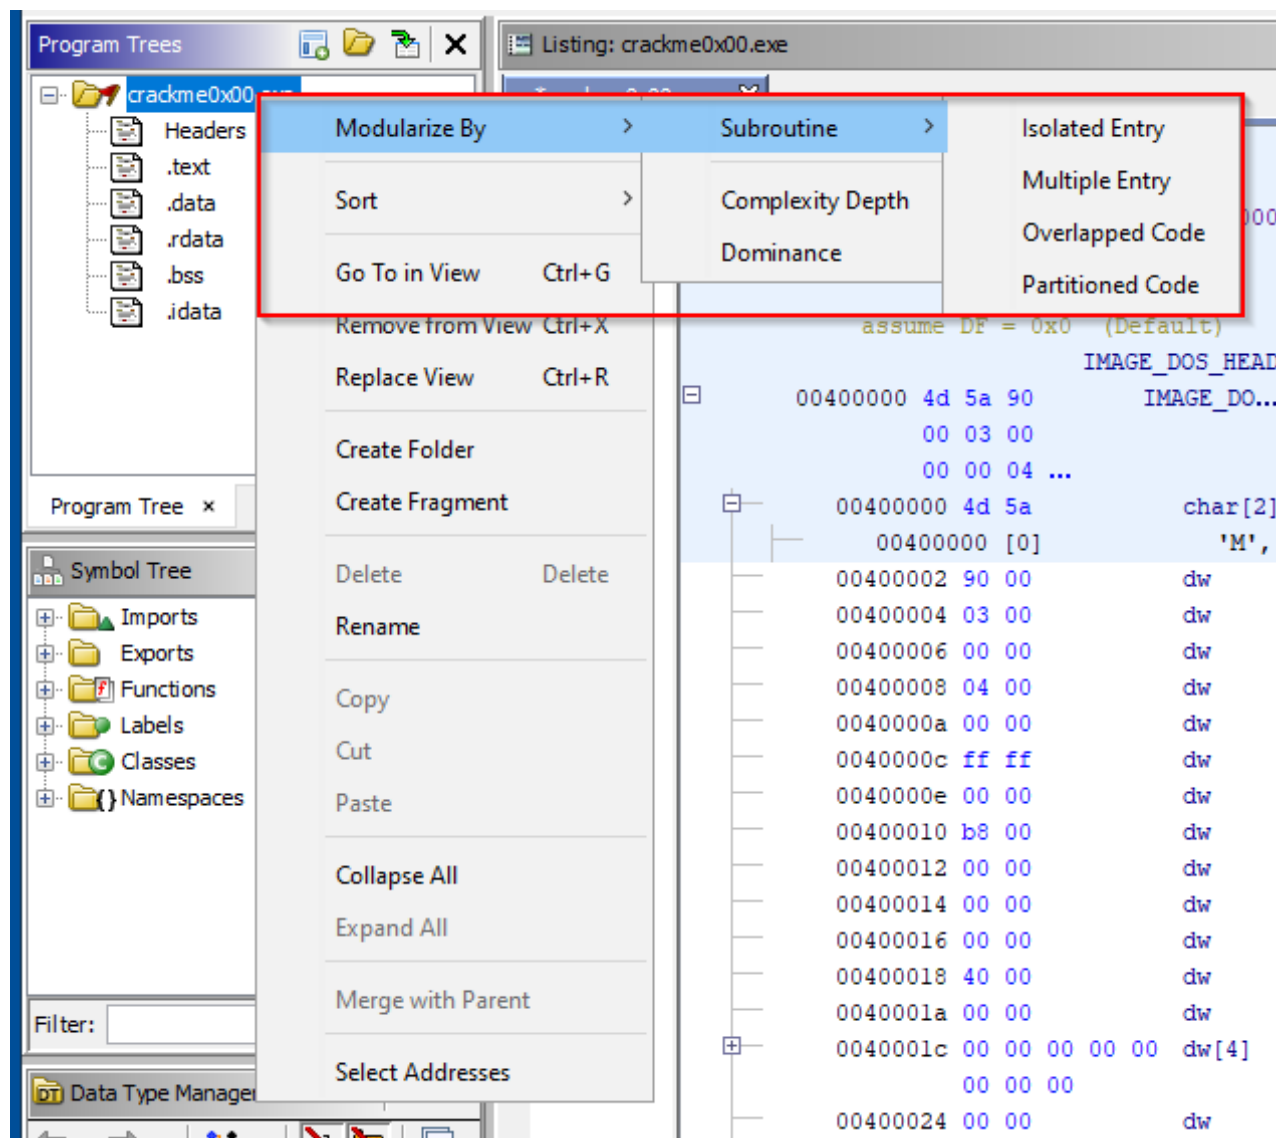 Program Trees
Listing: crackme0x00.exe
crackme0x00
Headers
.text
.data
.rdata
.bss
.idata
Program Tree ×
Symbol Tree
Imports
Exports
Functions
Labels
Classes
{} Namespaces
Filter:
DT Data Type Manager
Modularize By >
Sort >
Go To in View Ctrl+G
Remove from View Ctrl+X
Replace View Ctrl+R
Create Folder
Create Fragment
Delete Delete
Rename
Copy
Cut
Paste
Collapse All
Expand All
Merge with Parent
Select Addresses
Subroutine >
Complexity Depth
Dominance
Isolated Entry
Multiple Entry
Overlapped Code
Partitioned Code
assume DF = 0x0 (Default)
IMAGE_DOS_HEAD
00400000 4d 5a 90 IMAGE_DO...
00 03 00
00 00 04 ...
00400000 4d 5a char[2]
00400000 [0] 'M',
00400002 90 00 dw
00400004 03 00 dw
00400006 00 00 dw
00400008 04 00 dw
0040000a 00 00 dw
0040000c ff ff dw
0040000e 00 00 dw
00400010 b8 00 dw
00400012 00 00 dw
00400014 00 00 dw
00400016 00 00 dw
00400018 40 00 dw
0040001a 00 00 dw
0040001c 00 00 00 00 00 dw[4]
00 00 00
00400024 00 00 dw